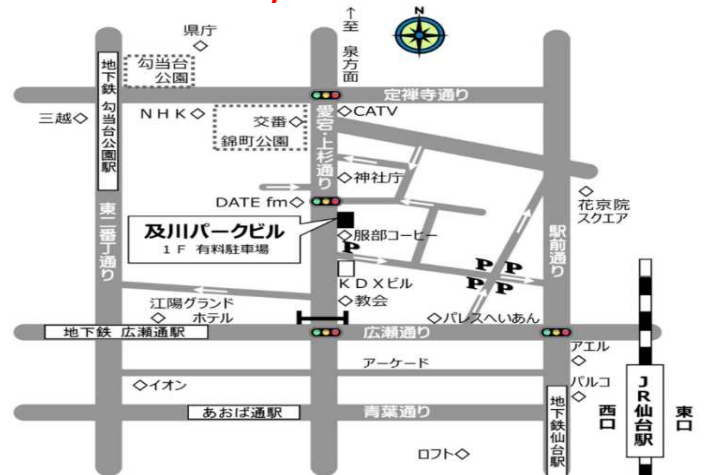 N
↑至 泉方面
県庁
勾当台
公園
地下鉄 勾当台公園駅
定禅寺通り
三越
NHK
交番
錦町公園
愛宕・上杉通り
CATV
神社庁
DATE fm
花京院
スクエア
東二番丁通り
及川パークビル
1F 有料駐車場
服部コーヒー
駅前通り
P
P P
P P
KDXビル
教会
江陽グランド
ホテル
パレスへいあん
地下鉄 広瀬通駅
広瀬通り
アエル
アーケード
イオン
パルコ
あおば通駅
青葉通り
地下鉄仙台駅
西口
JR仙台駅
東口
ロフト